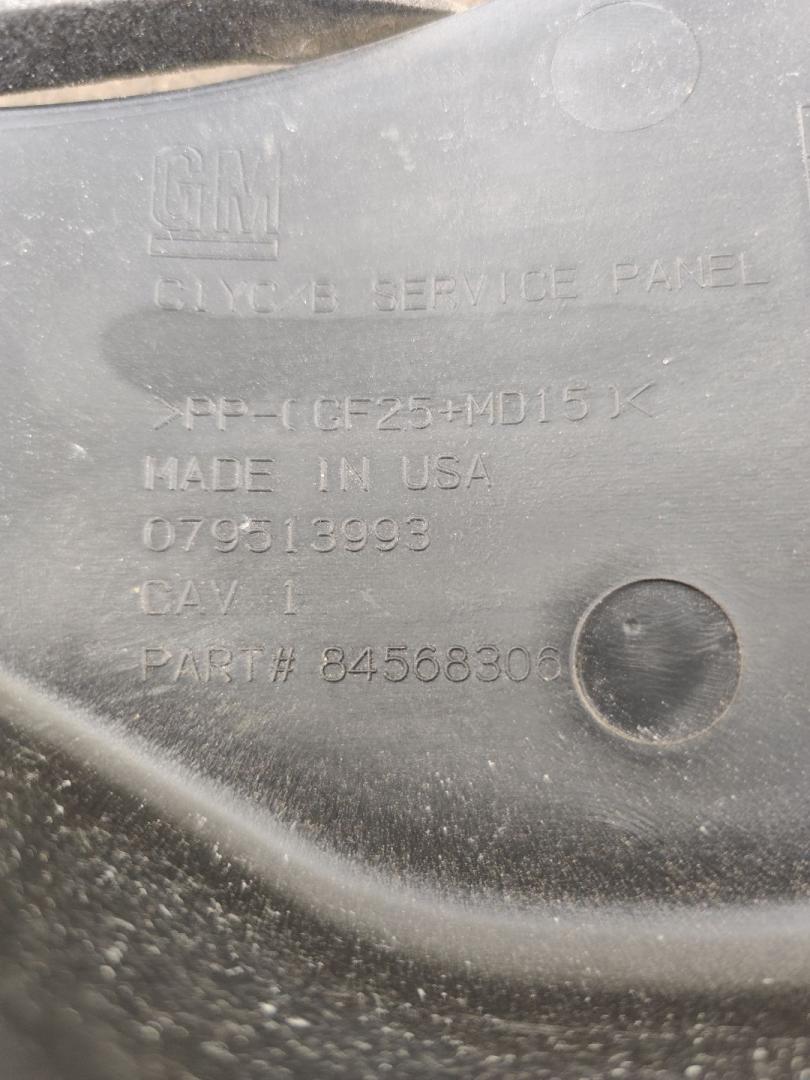 GM
C1YC/B SERVICE PANEL
>PP-(GF25+MD15)<
MADE IN USA
079513993
CAV 1
PART# 84568306